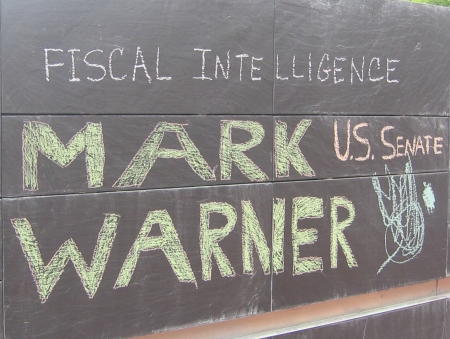 FISCAL INTELLIGENCE
MARK U.S. SENATE
WARNER